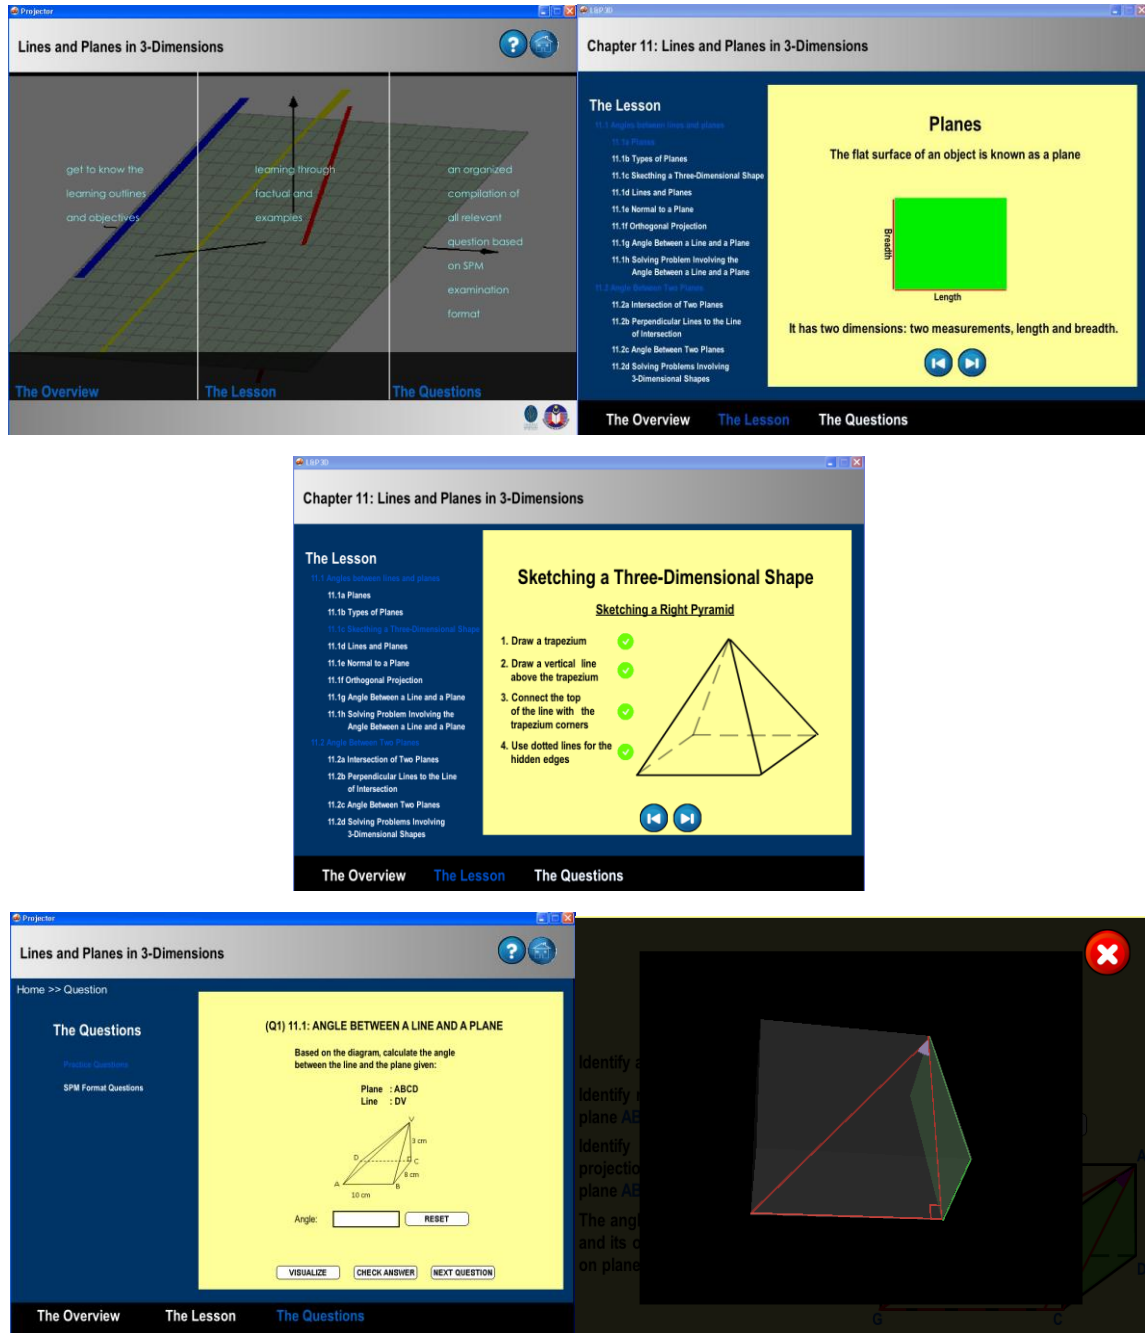 Projector
Lines and Planes in 3-Dimensions
?
get to know the
learning outlines
and objectives
learning through
factual and
examples
an organized
compilation of
all relevant
question based
on SPM
examination
format
The Overview
The Lesson
The Questions
L&P3D
Chapter 11: Lines and Planes in 3-Dimensions
The Lesson
11.1 Angles between lines and planes
11.1a Planes
11.1b Types of Planes
11.1c Skecthing a Three-Dimensional Shape
11.1d Lines and Planes
11.1e Normal to a Plane
11.1f Orthogonal Projection
11.1g Angle Between a Line and a Plane
11.1h Solving Problem Involving the
Angle Between a Line and a Plane
11.2 Angle Between Two Planes
11.2a Intersection of Two Planes
11.2b Perpendicular Lines to the Line
of Intersection
11.2c Angle Between Two Planes
11.2d Solving Problems Involving
3-Dimensional Shapes
Planes
The flat surface of an object is known as a plane
Breadth
Length
It has two dimensions: two measurements, length and breadth.
The Overview
The Lesson
The Questions
L&P3D
Chapter 11: Lines and Planes in 3-Dimensions
The Lesson
11.1 Angles between lines and planes
11.1a Planes
11.1b Types of Planes
11.1c Skecthing a Three-Dimensional Shape
11.1d Lines and Planes
11.1e Normal to a Plane
11.1f Orthogonal Projection
11.1g Angle Between a Line and a Plane
11.1h Solving Problem Involving the
Angle Between a Line and a Plane
11.2 Angle Between Two Planes
11.2a Intersection of Two Planes
11.2b Perpendicular Lines to the Line
of Intersection
11.2c Angle Between Two Planes
11.2d Solving Problems Involving
3-Dimensional Shapes
Sketching a Three-Dimensional Shape
Sketching a Right Pyramid
1. Draw a trapezium
2. Draw a vertical line
above the trapezium
3. Connect the top
of the line with the
trapezium corners
4. Use dotted lines for the
hidden edges
The Overview
The Lesson
The Questions
Projector
Lines and Planes in 3-Dimensions
?
Home >> Question
The Questions
Practice Questions
SPM Format Questions
(Q1) 11.1: ANGLE BETWEEN A LINE AND A PLANE
Based on the diagram, calculate the angle
between the line and the plane given:
Plane : ABCD
Line : DV
V
3 cm
D
C
8 cm
A
B
10 cm
Angle:
RESET
VISUALIZE
CHECK ANSWER
NEXT QUESTION
The Overview
The Lesson
The Questions
Identify
Identify
plane AB
Identify
projectio
plane AB
The angl
and its o
on plane
A
D
G
C